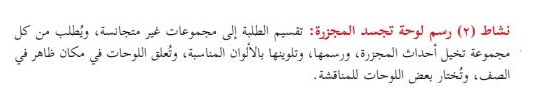 نشاط (٢) رسم لوحة تجسد المجزرة: تقسيم الطلبة إلى مجموعات غير متجانسة، ويُطلب من كل
مجموعة تخيل أحداث المجزرة، ورسمها، وتلوينها بالألوان المناسبة، وتُعلق اللوحات في مكان ظاهر في
الصف، وتُختار بعض اللوحات للمناقشة.